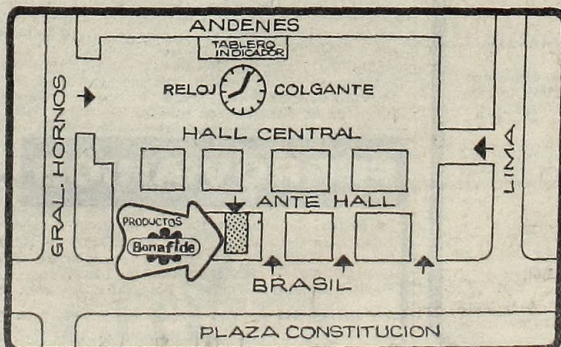 ANDENES
TABLERO
INDICADOR
RELOJ COLGANTE
HALL CENTRAL
GRAL. HORNOS
LIMA
ANTE HALL
PRODUCTOS
Bonafide
BRASIL
PLAZA CONSTITUCION